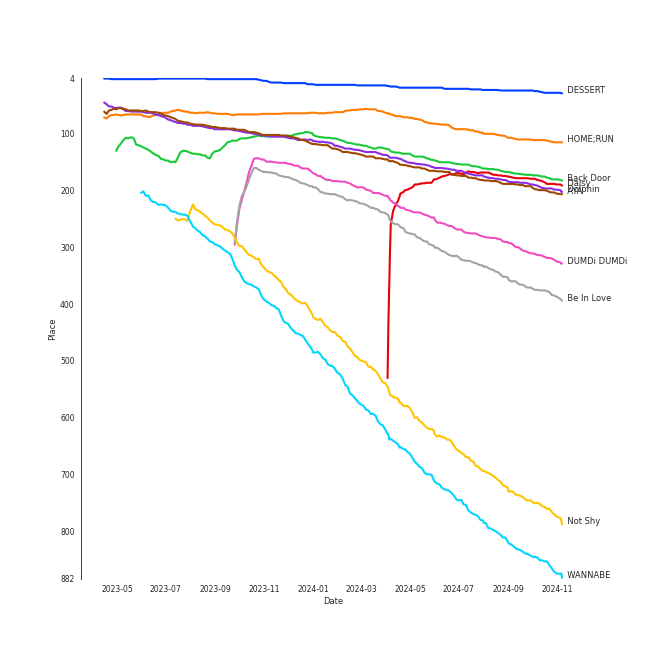 4
100
200
300
400
500
600
700
800
882
Place
2023-05
2023-07
2023-09
2023-11
2024-01
2024-03
2024-05
2024-07
2024-09
2024-11
Date
DESSERT
HOME;RUN
Back Door
Daisy
Dolphin
DUMDi DUMDi
Be In Love
Not Shy
WANNABE